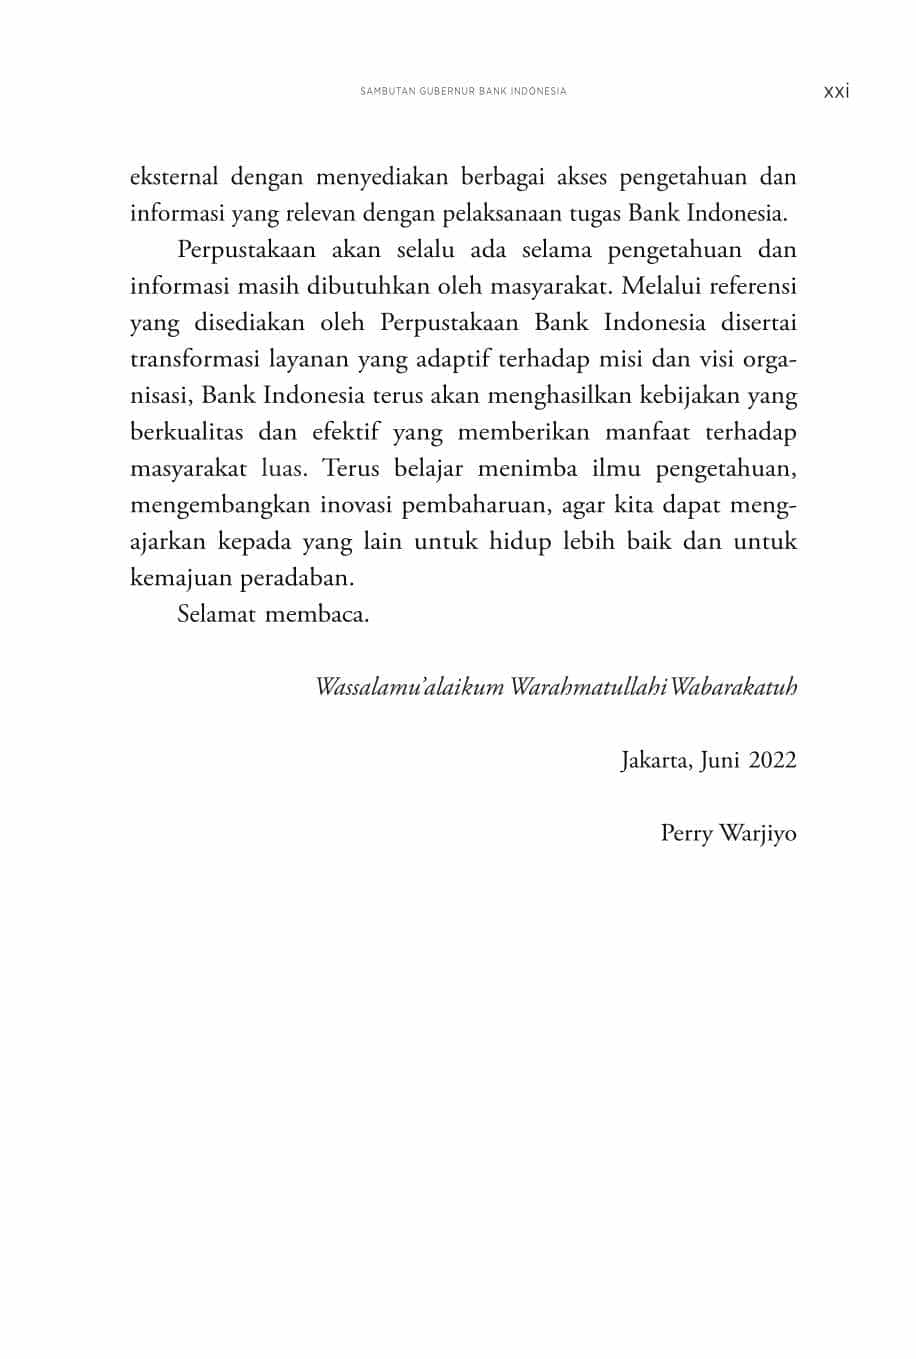 SAMBUTAN GUBERNUR BANK INDONESIA xxi
eksternal dengan menyediakan berbagai akses pengetahuan dan
informasi yang relevan dengan pelaksanaan tugas Bank Indonesia.
Perpustakaan akan selalu ada selama pengetahuan dan
informasi masih dibutuhkan oleh masyarakat. Melalui referensi
yang disediakan oleh Perpustakaan Bank Indonesia disertai
transformasi layanan yang adaptif terhadap misi dan visi orga-
nisasi, Bank Indonesia terus akan menghasilkan kebijakan yang
berkualitas dan efektif yang memberikan manfaat terhadap
masyarakat luas. Terus belajar menimba ilmu pengetahuan,
mengembangkan inovasi pembaharuan, agar kita dapat meng-
ajarkan kepada yang lain untuk hidup lebih baik dan untuk
kemajuan peradaban.
Selamat membaca.
Wassalamu’alaikum Warahmatullahi Wabarakatuh
Jakarta, Juni 2022
Perry Warjiyo